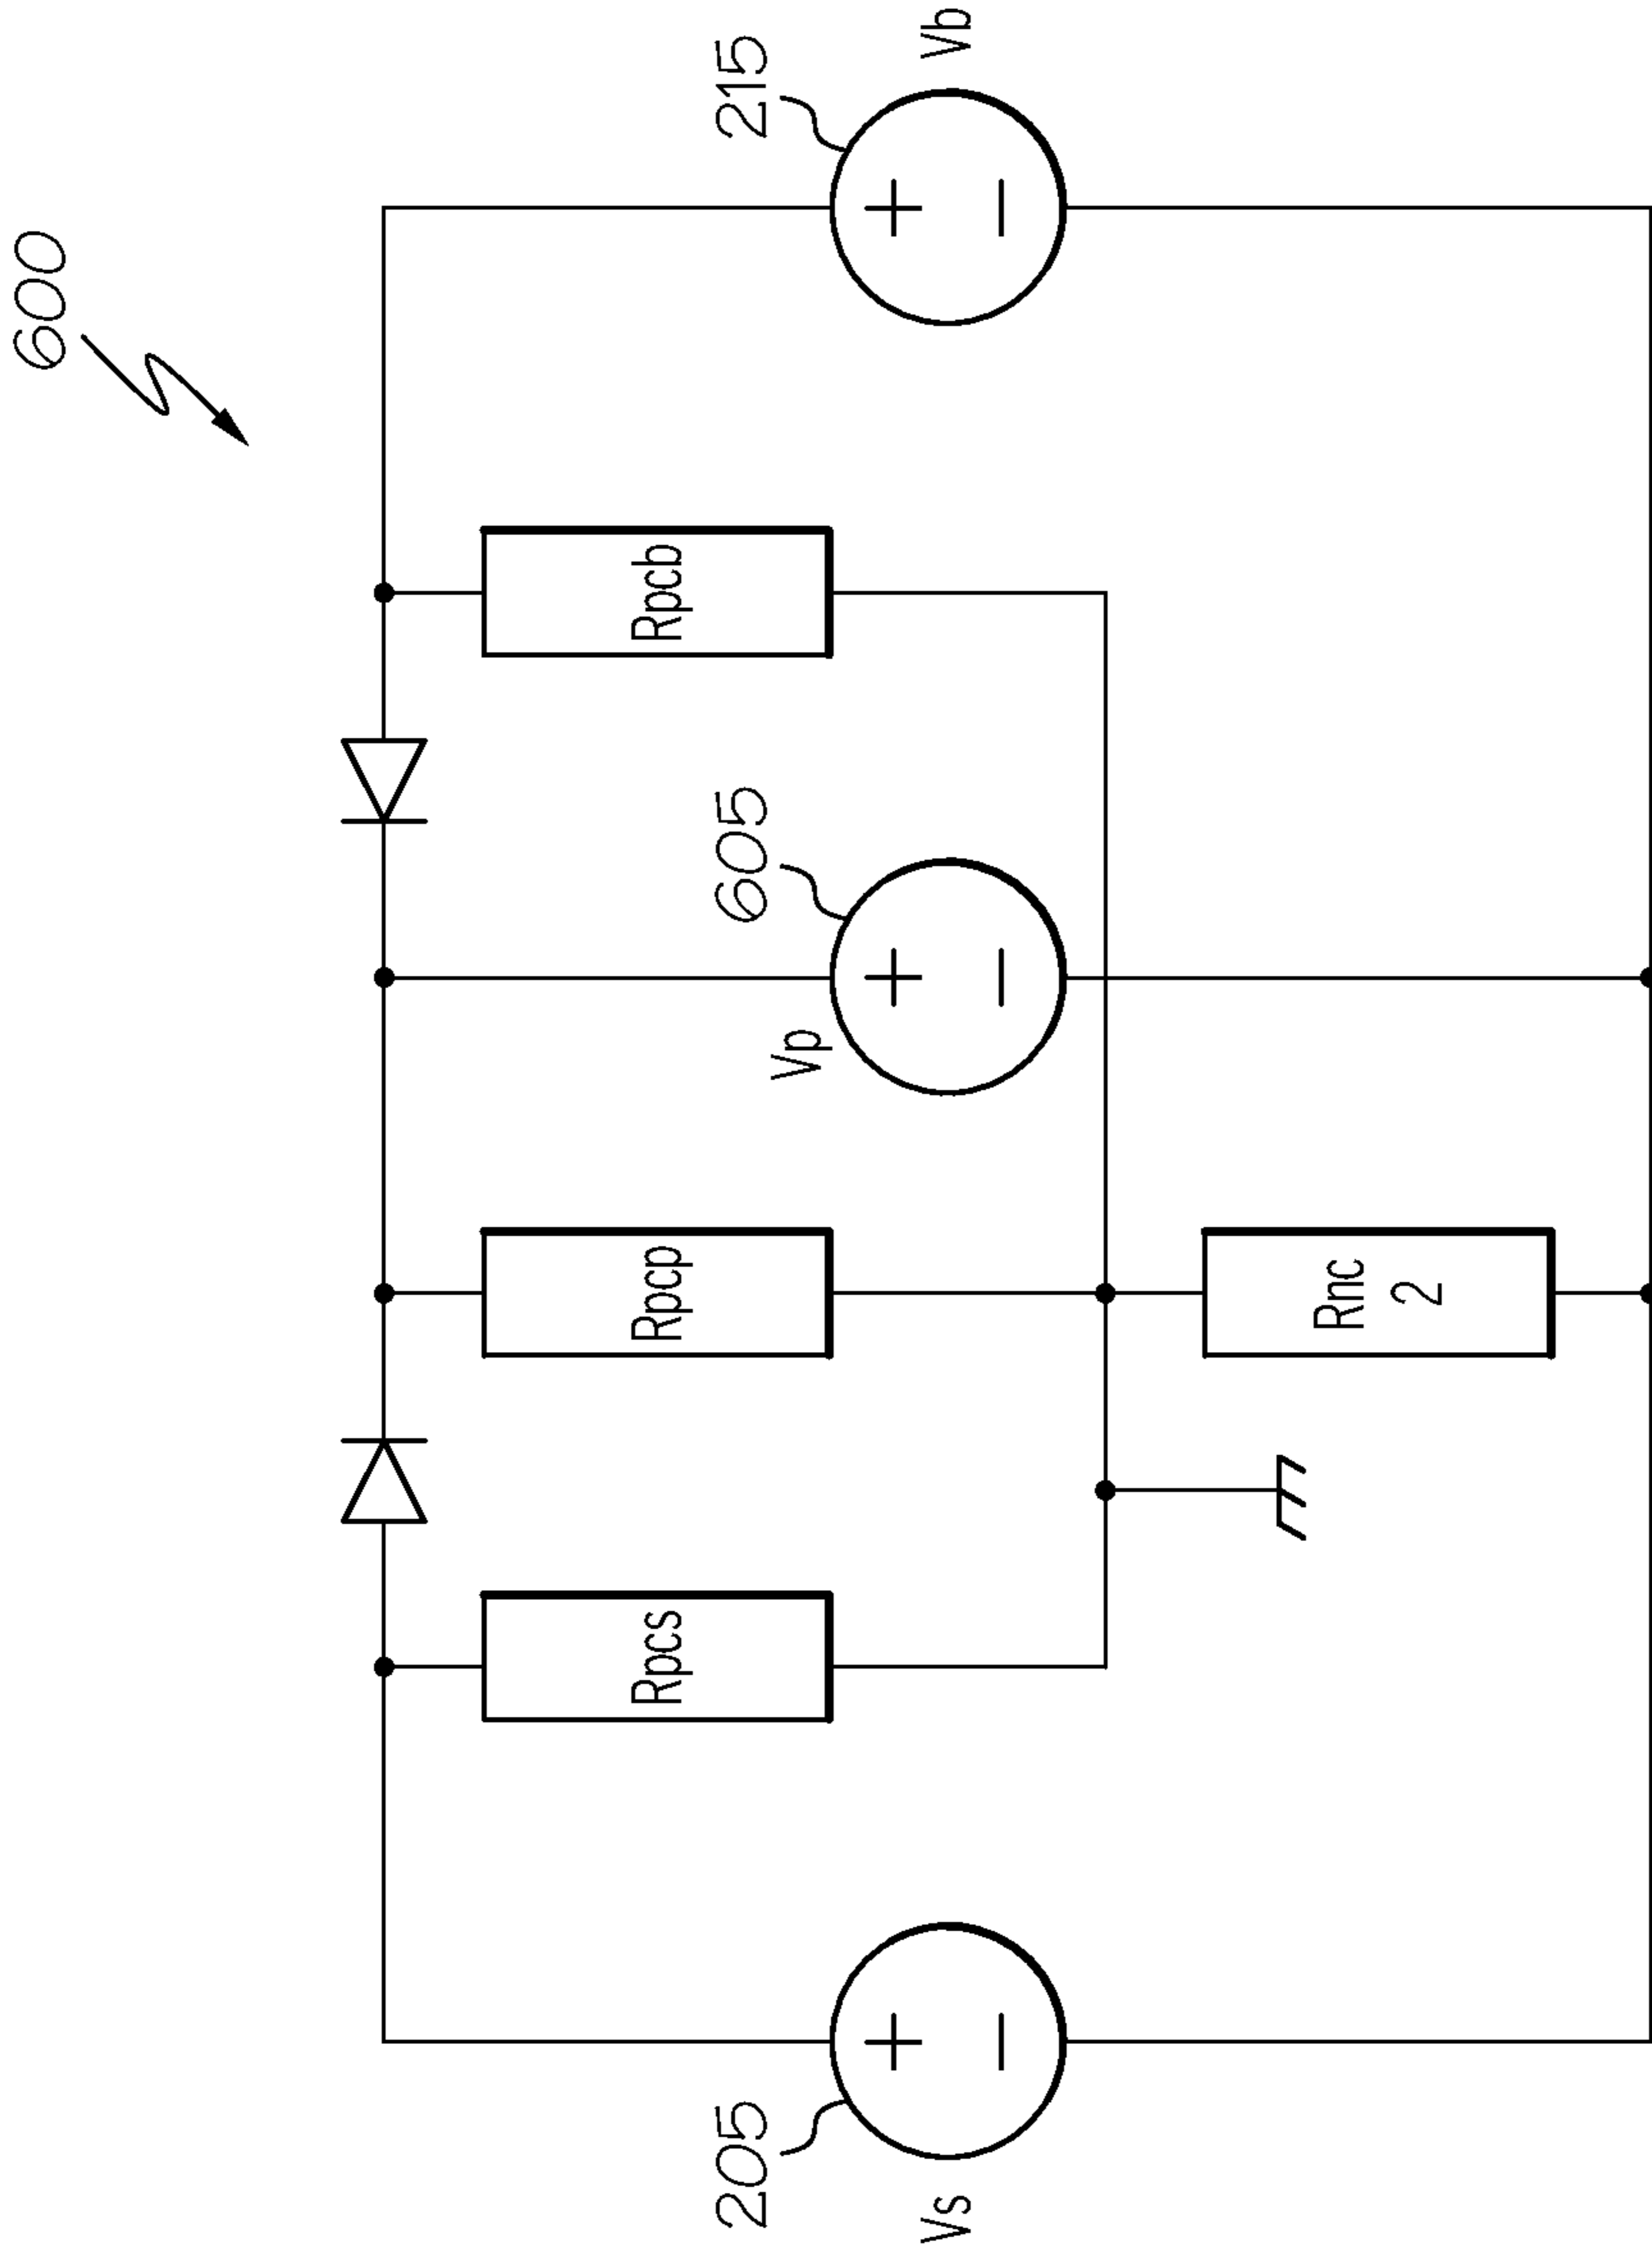 600
Rpcs
Rpcp
Rpcb
205
Vs
+
−
Vp
605
+
−
215
Vb
+
−
Rnc
2